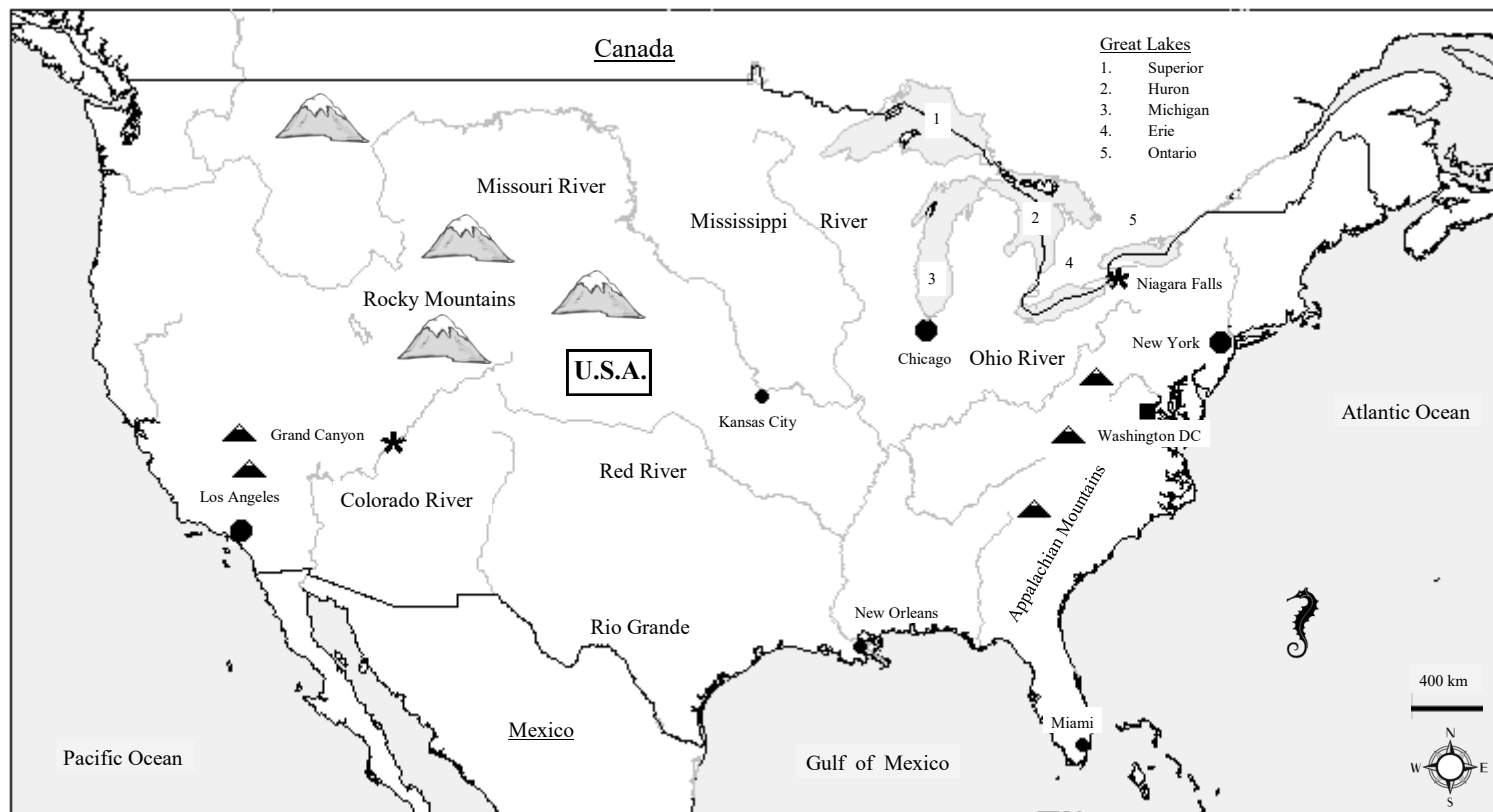 Canada
Great Lakes
1. Superior
2. Huron
3. Michigan
4. Erie
5. Ontario
1
Missouri River
Mississippi River
2
5
4
3
Niagara Falls
Rocky Mountains
New York
Chicago
Ohio River
U.S.A.
Atlantic Ocean
Kansas City
Grand Canyon
Washington DC
Red River
Los Angeles
Colorado River
Appalachian Mountains
New Orleans
Rio Grande
400 km
Miami
Mexico
N
Pacific Ocean
Gulf of Mexico
W E
S